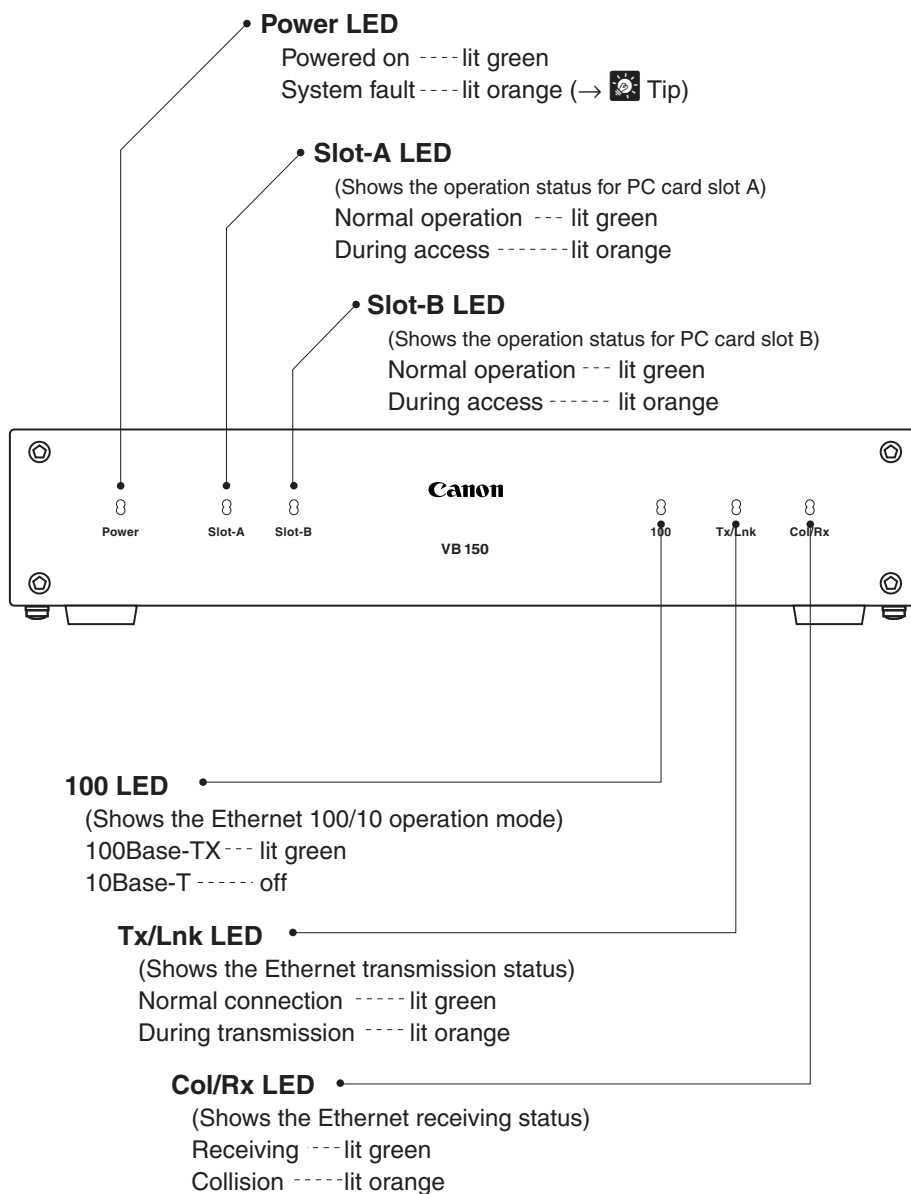 Power LED
Powered on ---- lit green
System fault ---- lit orange (→ Tip)
Slot-A LED
(Shows the operation status for PC card slot A)
Normal operation --- lit green
During access ------- lit orange
Slot-B LED
(Shows the operation status for PC card slot B)
Normal operation --- lit green
During access ------ lit orange
Canon
Power Slot-A Slot-B 100 Tx/Lnk Col/Rx
VB 150
100 LED
(Shows the Ethernet 100/10 operation mode)
100Base-TX --- lit green
10Base-T ------ off
Tx/Lnk LED
(Shows the Ethernet transmission status)
Normal connection ----- lit green
During transmission ---- lit orange
Col/Rx LED
(Shows the Ethernet receiving status)
Receiving ---- lit green
Collision ----- lit orange